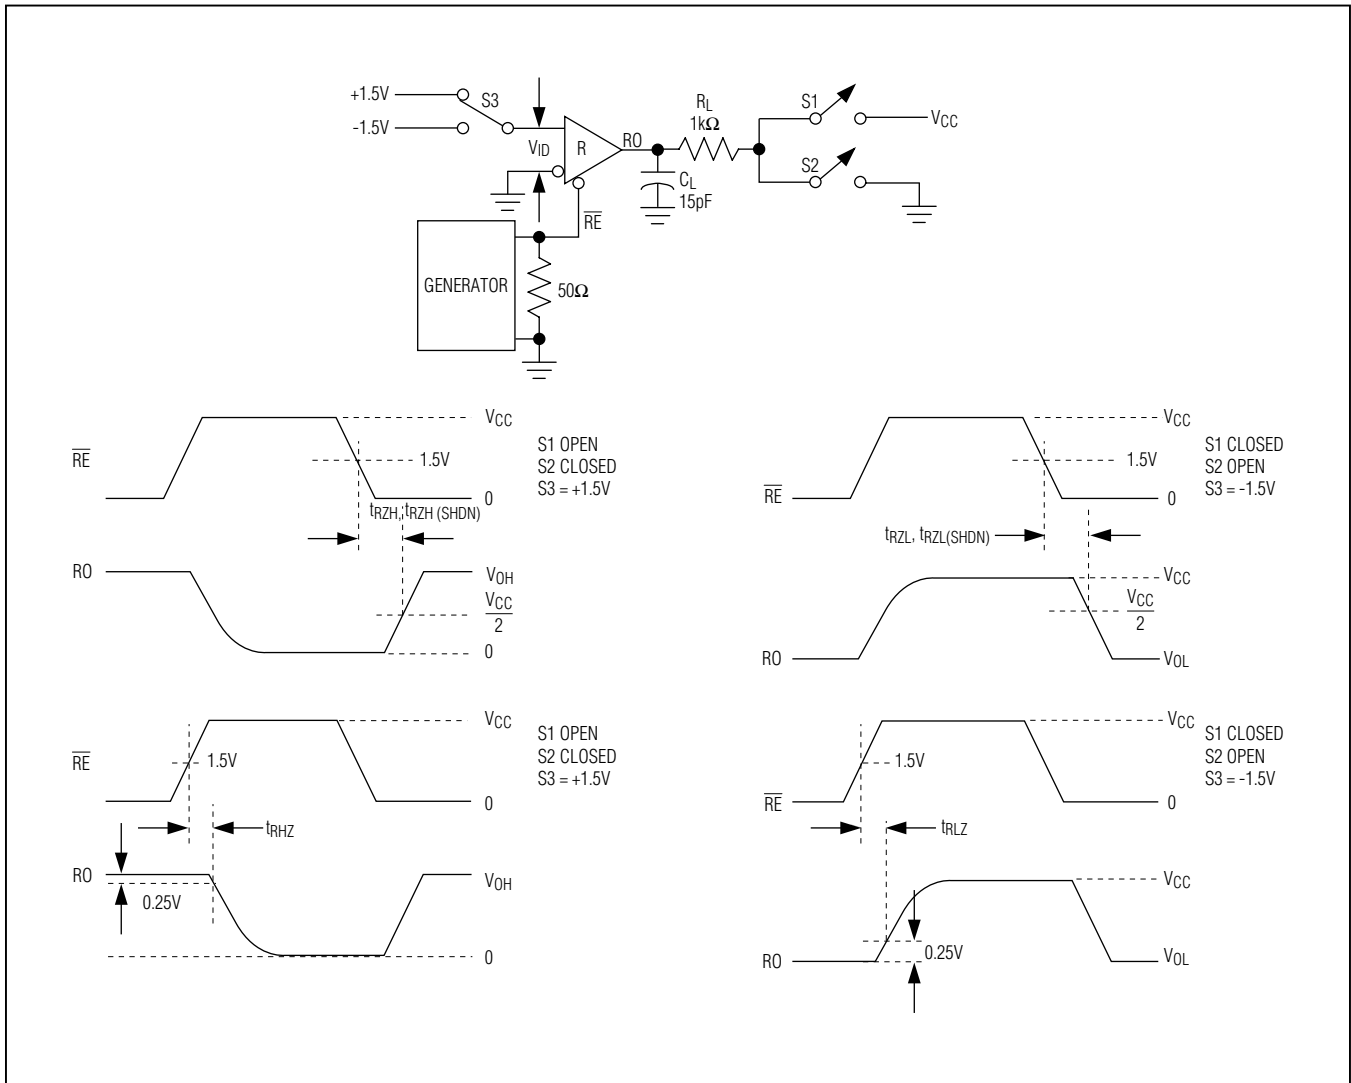 +1.5V
S3
-1.5V
VID
R
RO
RL
1kΩ
CL
15pF
S1
VCC
S2
RE
GENERATOR
50Ω
RE
VCC
1.5V
0
S1 OPEN
S2 CLOSED
S3 = +1.5V
tRZH, tRZH (SHDN)
RO
VOH
VCC
2
0
RE
VCC
1.5V
0
S1 CLOSED
S2 OPEN
S3 = -1.5V
tRZL, tRZL(SHDN)
RO
VCC
VCC
2
VOL
RE
VCC
1.5V
0
S1 OPEN
S2 CLOSED
S3 = +1.5V
tRHZ
RO
0.25V
VOH
0
RE
VCC
1.5V
0
S1 CLOSED
S2 OPEN
S3 = -1.5V
tRLZ
RO
VCC
0.25V
VOL